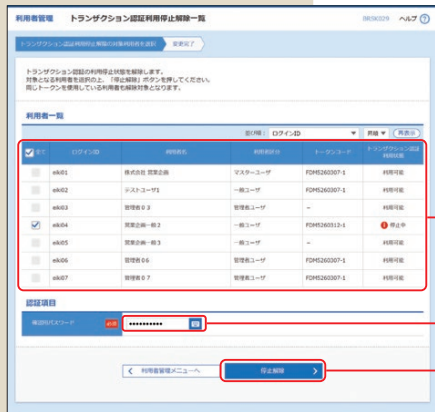 利用者管理 トランザクション認証利用停止解除一覧 BRSK029 ヘルプ ?
トランザクション認証利用停止解除の対象利用者を選択 変更完了
トランザクション認証の利用停止状態を解除します。
対象となる利用者を選択の上、「停止解除」ボタンを押してください。
同じトークンを使用している利用者も解除対象となります。
利用者一覧
並び順： ログインID 昇順 再表示
全て ログインID 利用者名 利用者区分 トークンコード トランザクション認証
利用状態
eiki01 株式会社 営業企画 マスターユーザ FDMS260307-1 利用可能
eiki02 テストユーザ1 一般ユーザ FDMS260307-1 利用可能
eiki03 管理者０３ 管理者ユーザ － 利用可能
eiki04 営業企画一般２ 一般ユーザ FDMS260312-1 停止中
eiki05 営業企画一般３ 一般ユーザ － 利用可能
eiki06 管理者０６ 管理者ユーザ FDMS260307-1 利用可能
eiki07 管理者０７ 管理者ユーザ FDMS260307-1 利用可能
認証項目
確認用パスワード 必須 ••••••••••
利用者管理メニューへ 停止解除